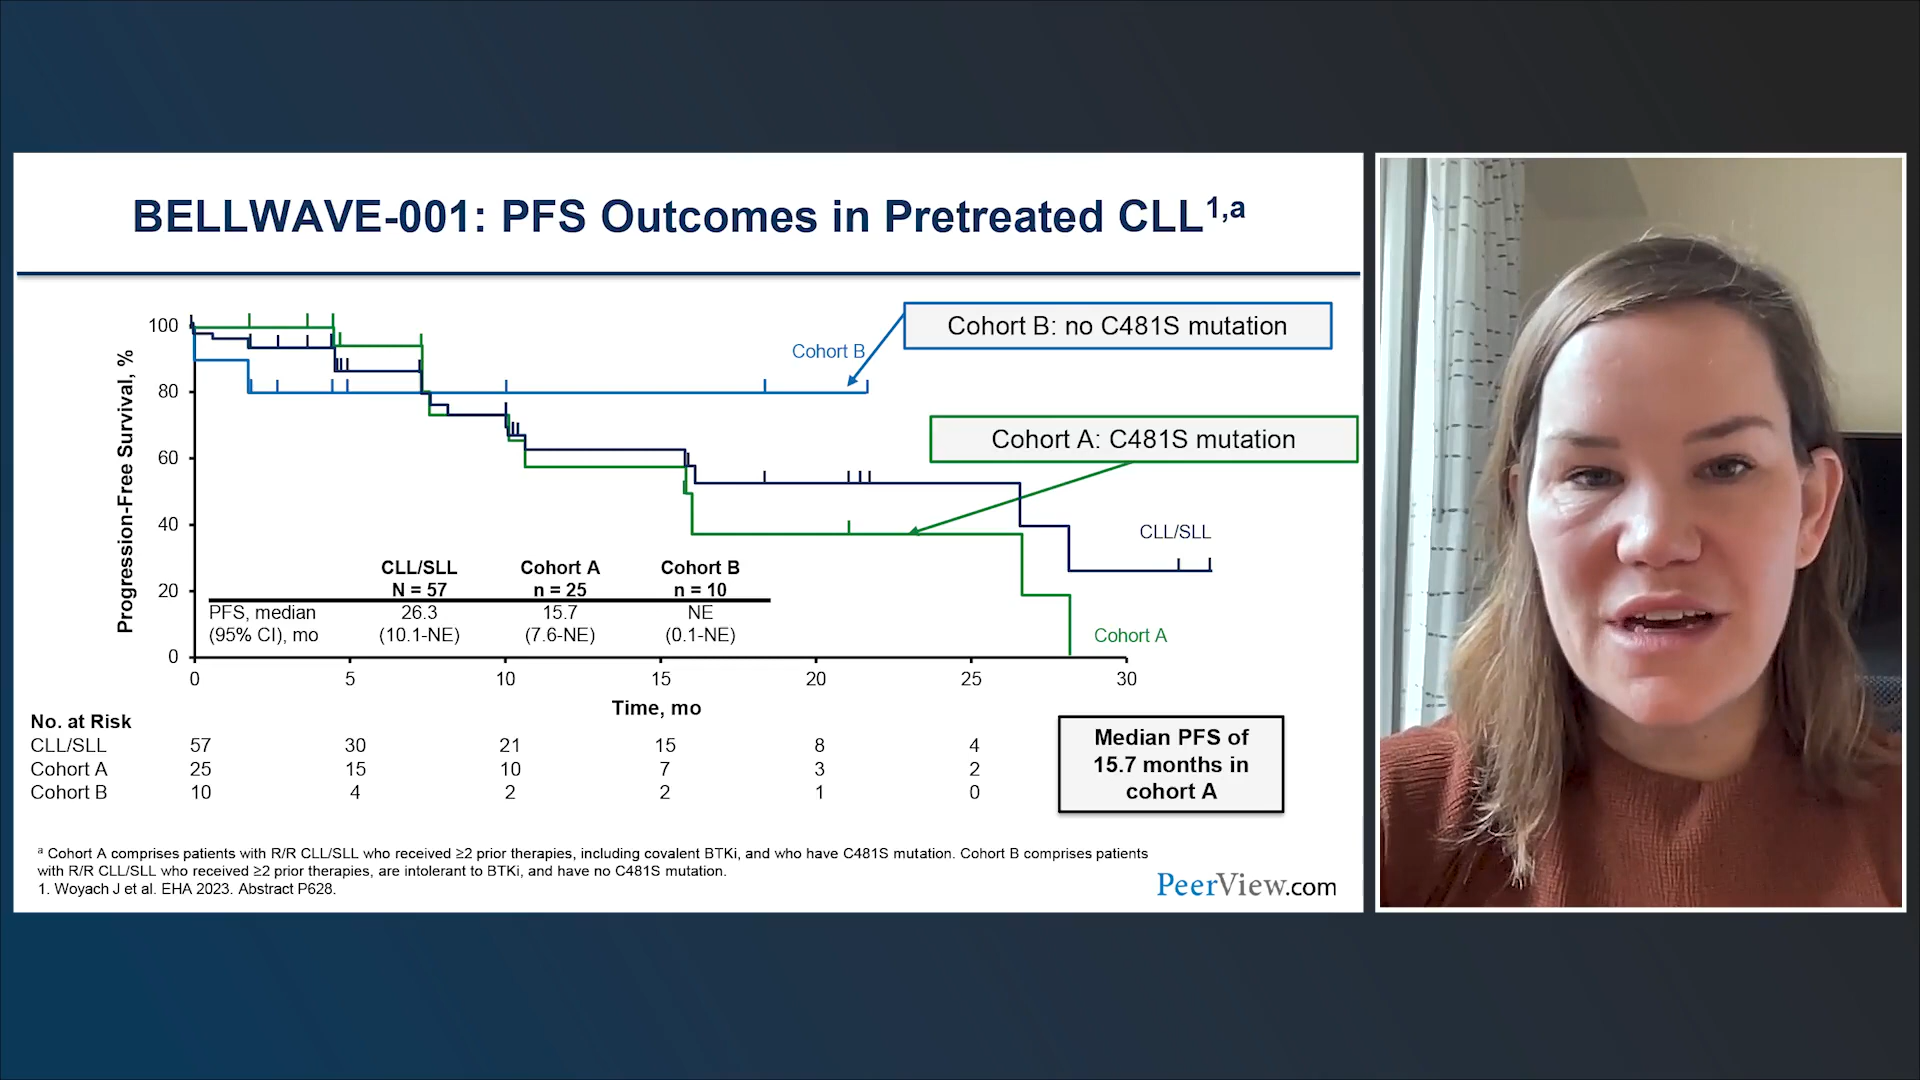 BELLWAVE-001: PFS Outcomes in Pretreated CLL1,a
Progression-Free Survival, %
100
80
60
40
20
0
Cohort B
Cohort B: no C481S mutation
Cohort A: C481S mutation
CLL/SLL
Cohort A
CLL/SLL Cohort A Cohort B
N = 57 n = 25 n = 10
PFS, median 26.3 15.7 NE
(95% CI), mo (10.1-NE) (7.6-NE) (0.1-NE)
0 5 10 15 20 25 30
Time, mo
No. at Risk
CLL/SLL 57 30 21 15 8 4
Cohort A 25 15 10 7 3 2
Cohort B 10 4 2 2 1 0
Median PFS of
15.7 months in
cohort A
a Cohort A comprises patients with R/R CLL/SLL who received ≥2 prior therapies, including covalent BTKi, and who have C481S mutation. Cohort B comprises patients
with R/R CLL/SLL who received ≥2 prior therapies, are intolerant to BTKi, and have no C481S mutation.
1. Woyach J et al. EHA 2023. Abstract P628.
PeerView.com